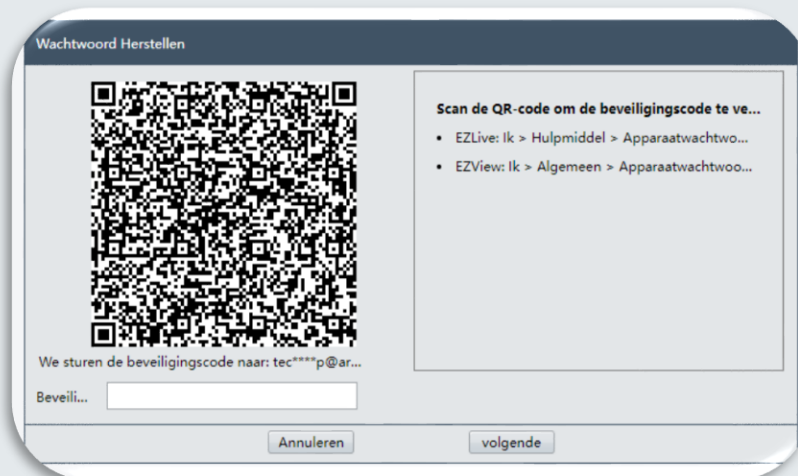 Wachtwoord Herstellen
Scan de QR-code om de beveiligingscode te ve...
• EZLive: Ik > Hulpmiddel > Apparaatwachtwo...
• EZView: Ik > Algemeen > Apparaatwachtwoo...
We sturen de beveiligingscode naar: tec****p@ar...
Beveili...
Annuleren
volgende